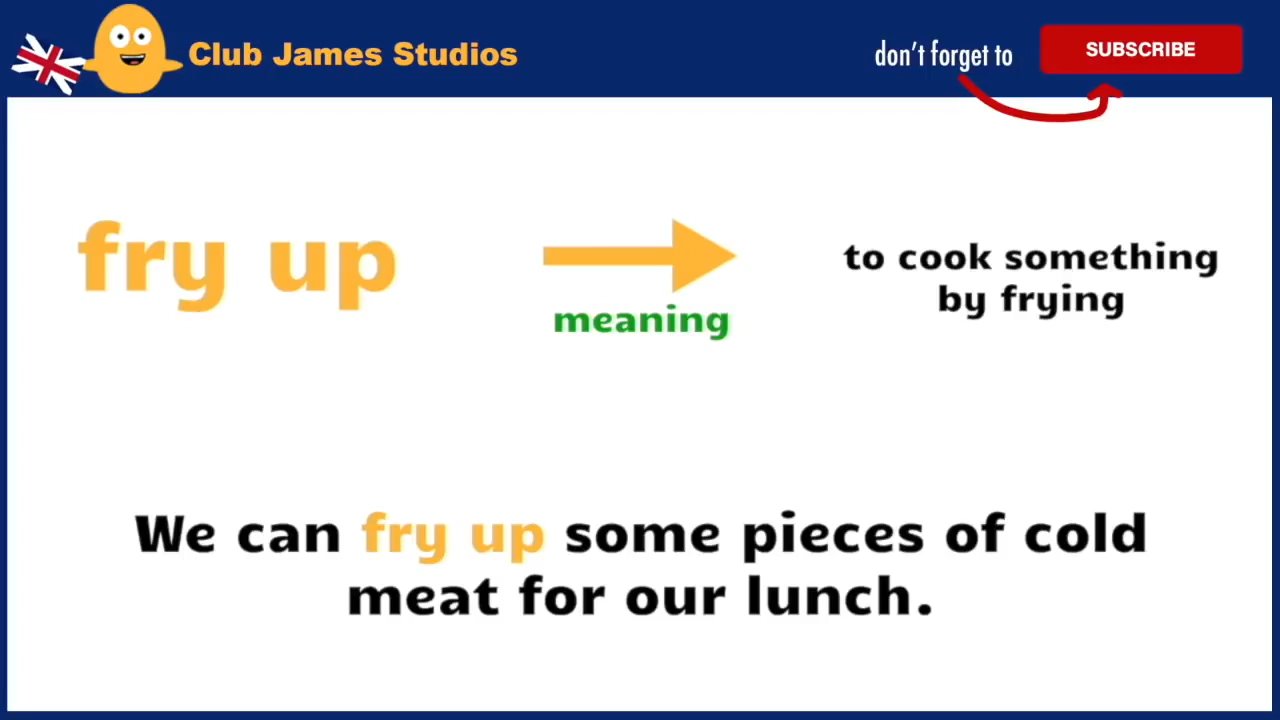 Club James Studios
don't forget to
SUBSCRIBE
fry up
meaning
to cook something
by frying
We can fry up some pieces of cold
meat for our lunch.